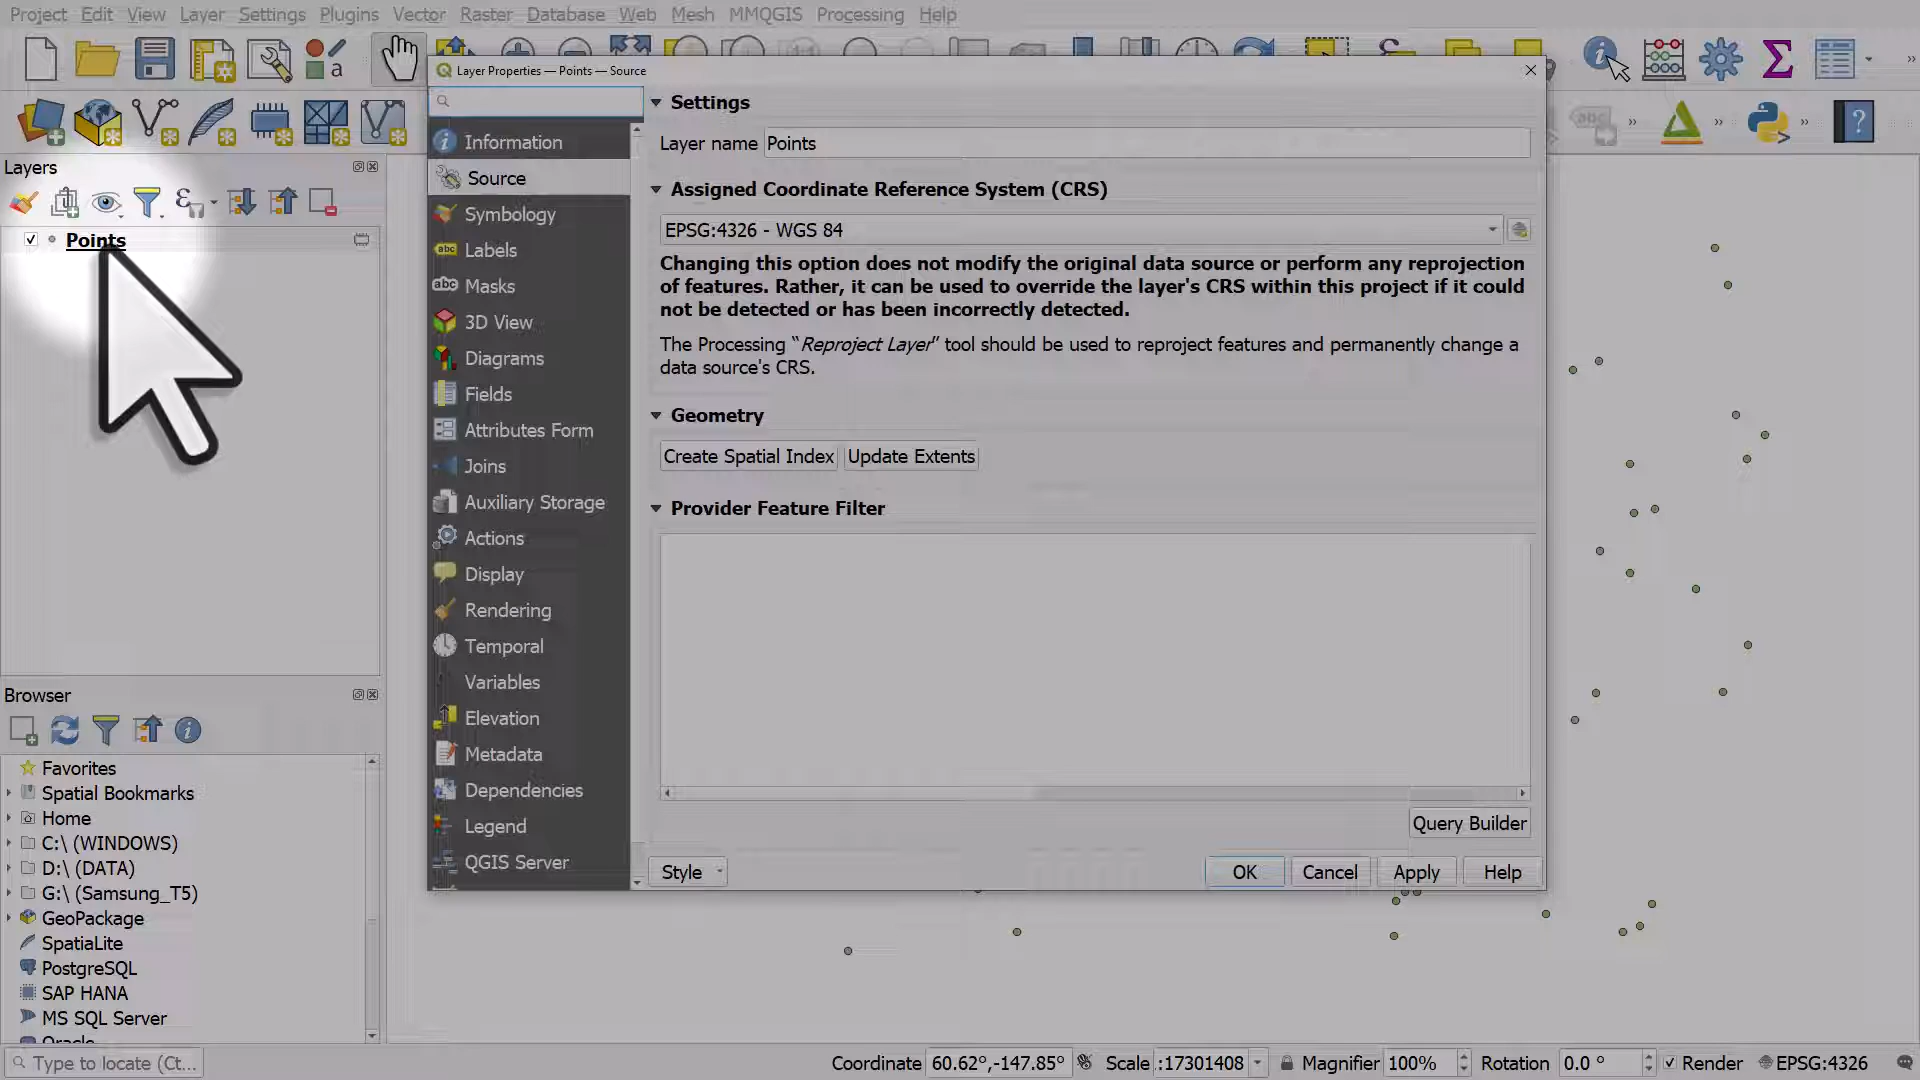 Project Edit View Layer Settings Plugins Vector Raster Database Web Mesh MMQGIS Processing Help
Layer Properties — Points — Source
Layers
Points
Information
Source
Symbology
Labels
Masks
3D View
Diagrams
Fields
Attributes Form
Joins
Auxiliary Storage
Actions
Display
Rendering
Temporal
Variables
Elevation
Metadata
Dependencies
Legend
QGIS Server
Settings
Layer name Points
Assigned Coordinate Reference System (CRS)
EPSG:4326 - WGS 84
Changing this option does not modify the original data source or perform any reprojection
of features. Rather, it can be used to override the layer's CRS within this project if it could
not be detected or has been incorrectly detected.
The Processing “Reproject Layer” tool should be used to reproject features and permanently change a
data source's CRS.
Geometry
Create Spatial Index Update Extents
Provider Feature Filter
Query Builder
Style OK Cancel Apply Help
Browser
Favorites
Spatial Bookmarks
Home
C:\ (WINDOWS)
D:\ (DATA)
G:\ (Samsung_T5)
GeoPackage
SpatiaLite
PostgreSQL
SAP HANA
MS SQL Server
Type to locate (Ct...
Coordinate 60.62°,-147.85° Scale :17301408 Magnifier 100% Rotation 0.0 ° Render EPSG:4326